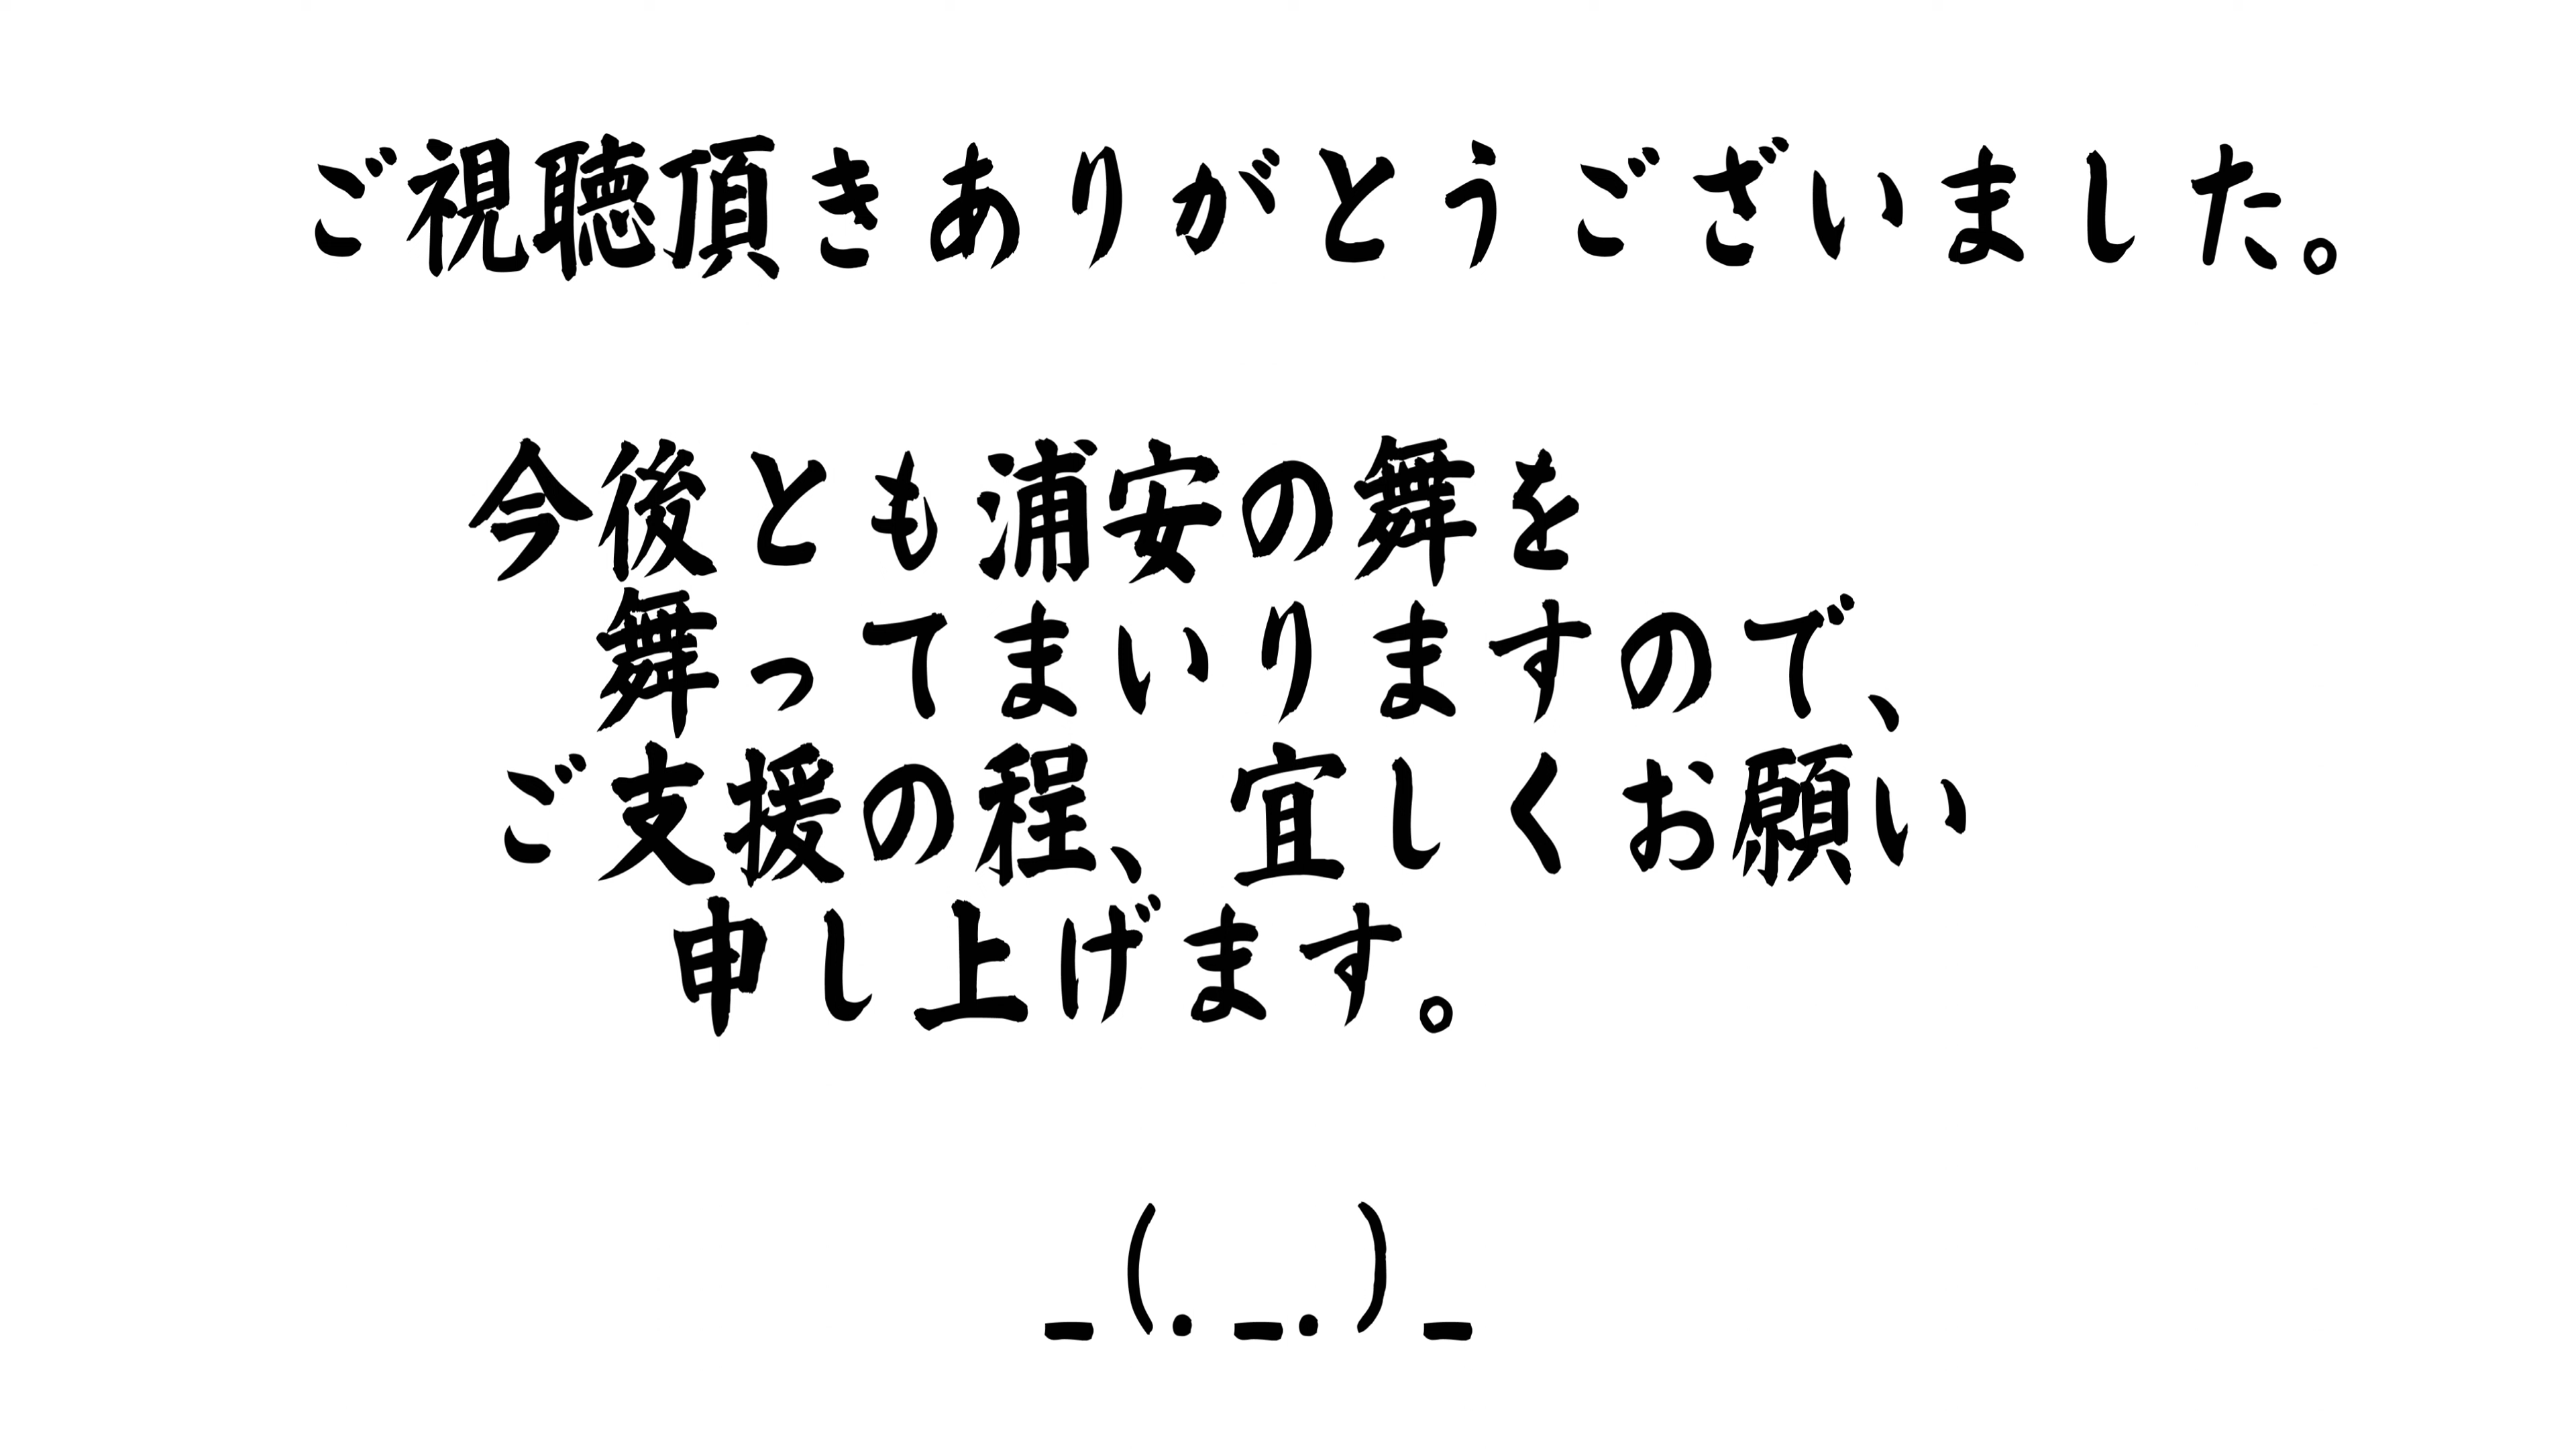 ご視聴頂きありがとうございました。
今後とも浦安の舞を
舞ってまいりますので、
ご支援の程、宜しくお願い
申し上げます。
_(._.)_